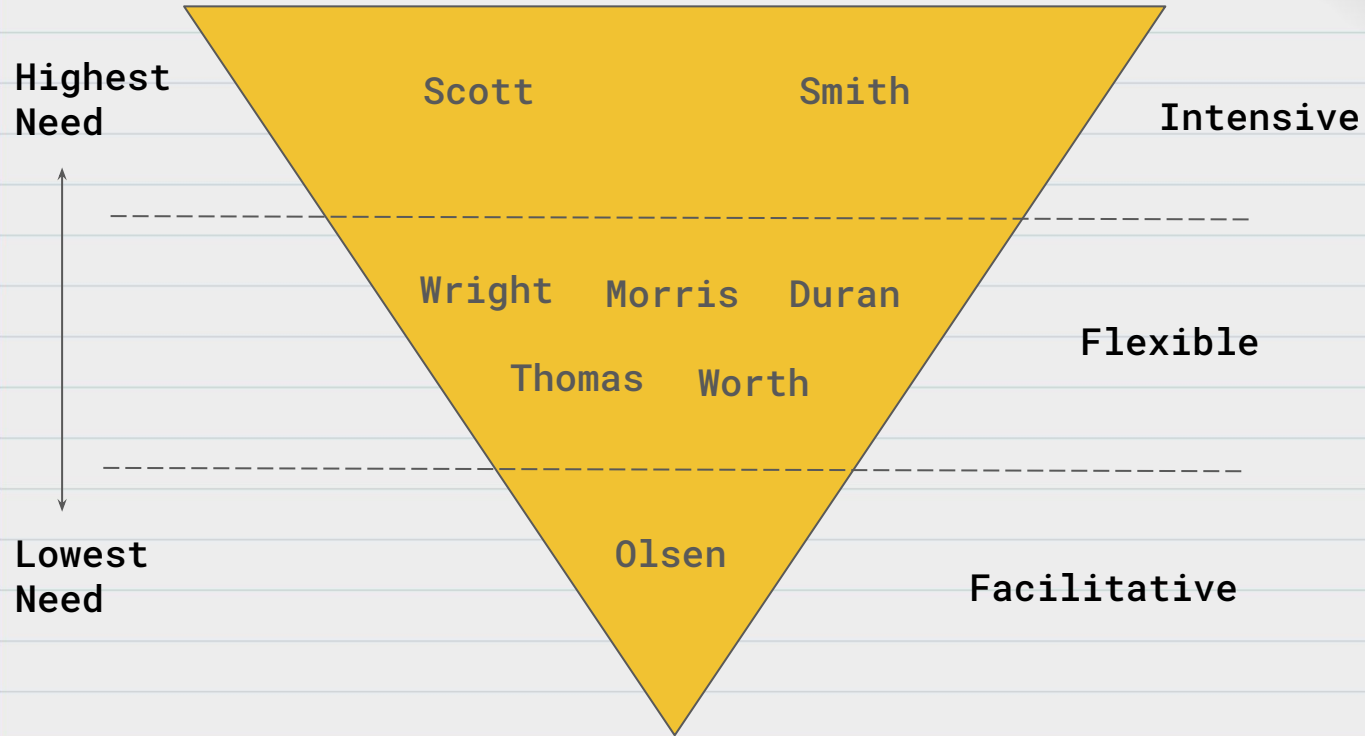 Highest
Need
Scott
Smith
Intensive
Wright
Morris
Duran
Flexible
Thomas
Worth
Lowest
Need
Olsen
Facilitative